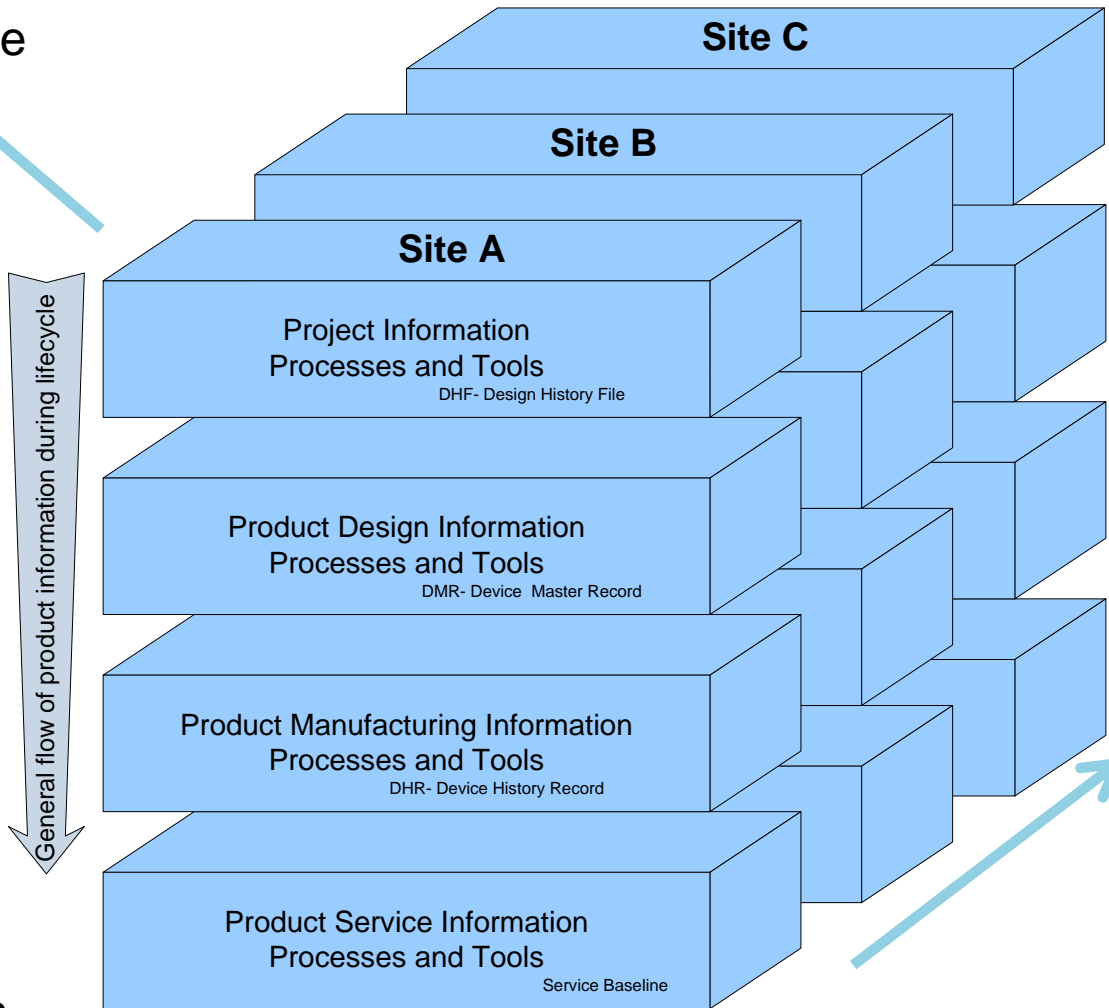 e
Site C
Site B
Site A
General flow of product information during lifecycle
Project Information
Processes and Tools
DHF- Design History File
Product Design Information
Processes and Tools
DMR- Device  Master Record
Product Manufacturing Information
Processes and Tools
DHR- Device History Record
Product Service Information
Processes and Tools
Service Baseline